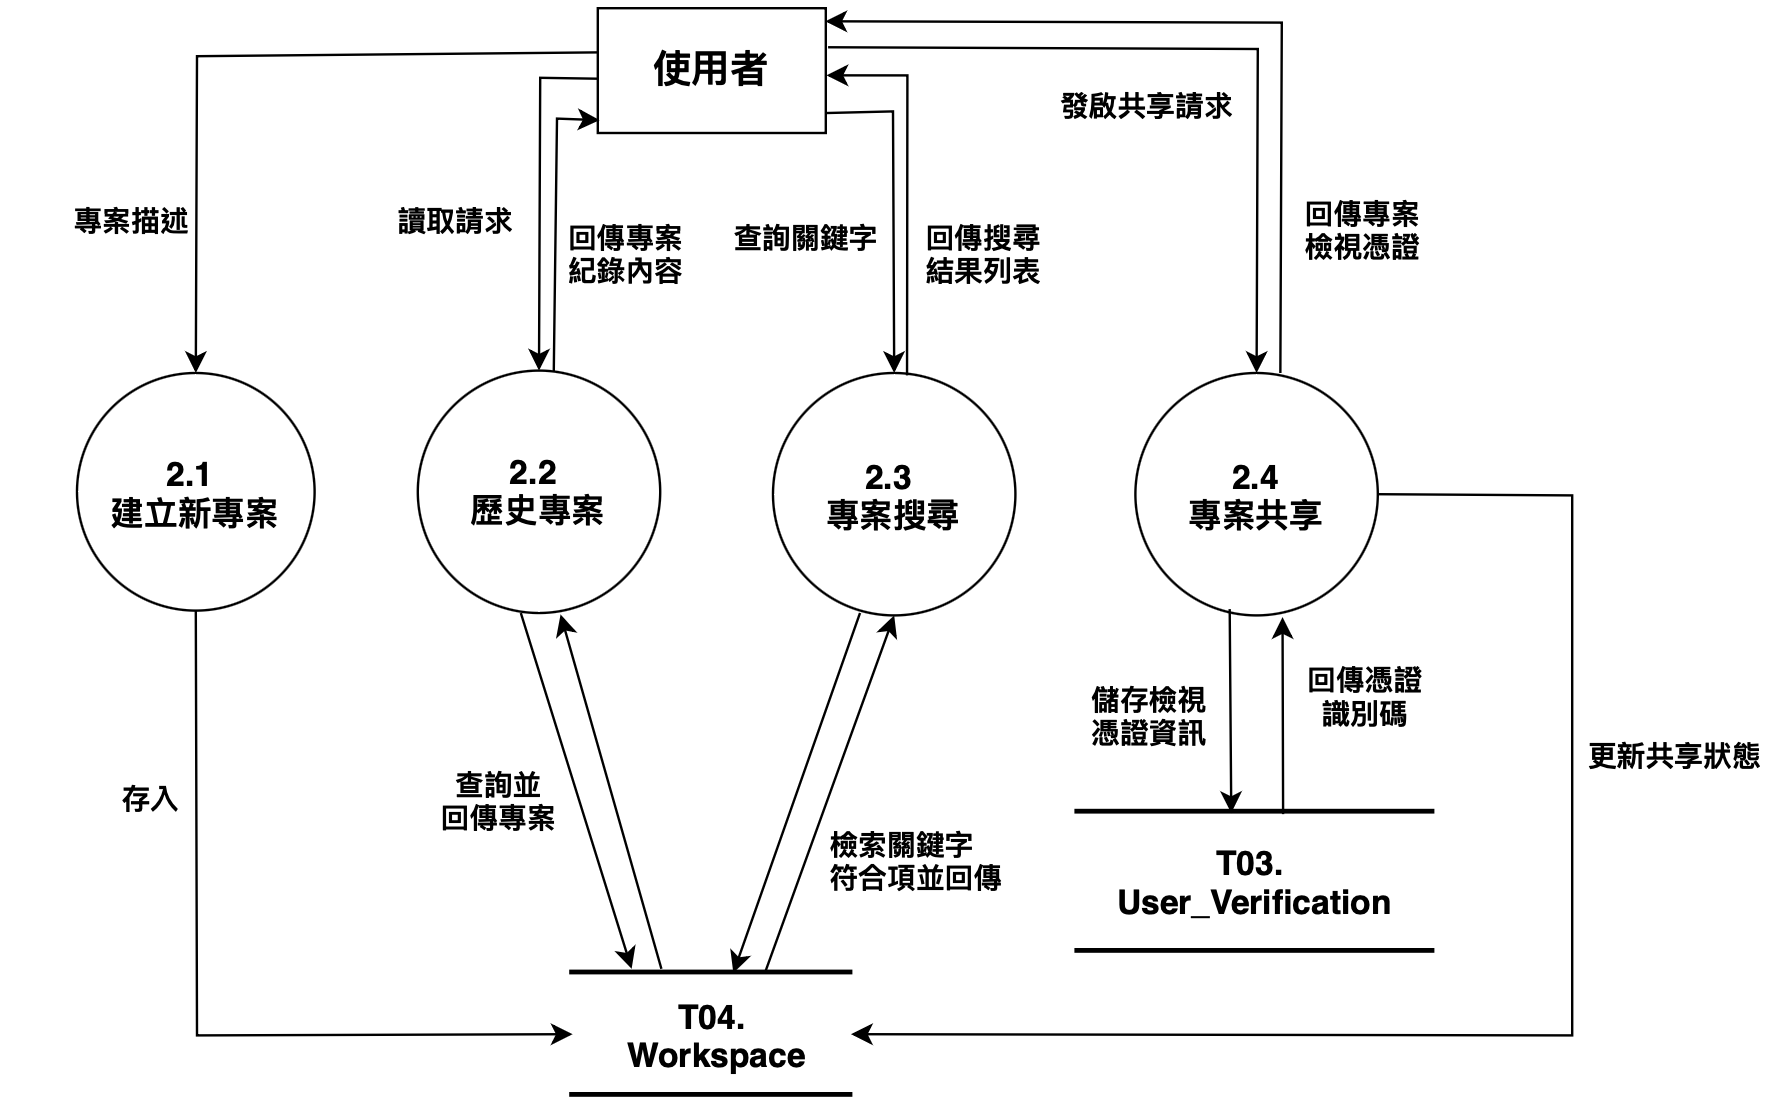 使用者
發啟共享請求
專案描述
讀取請求
回傳專案
紀錄內容
查詢關鍵字
回傳搜尋
結果列表
回傳專案
檢視憑證
2.1
建立新專案
2.2
歷史專案
2.3
專案搜尋
2.4
專案共享
儲存檢視
憑證資訊
回傳憑證
識別碼
更新共享狀態
存入
查詢並
回傳專案
檢索關鍵字
符合項並回傳
T03.
User_Verification
T04.
Workspace